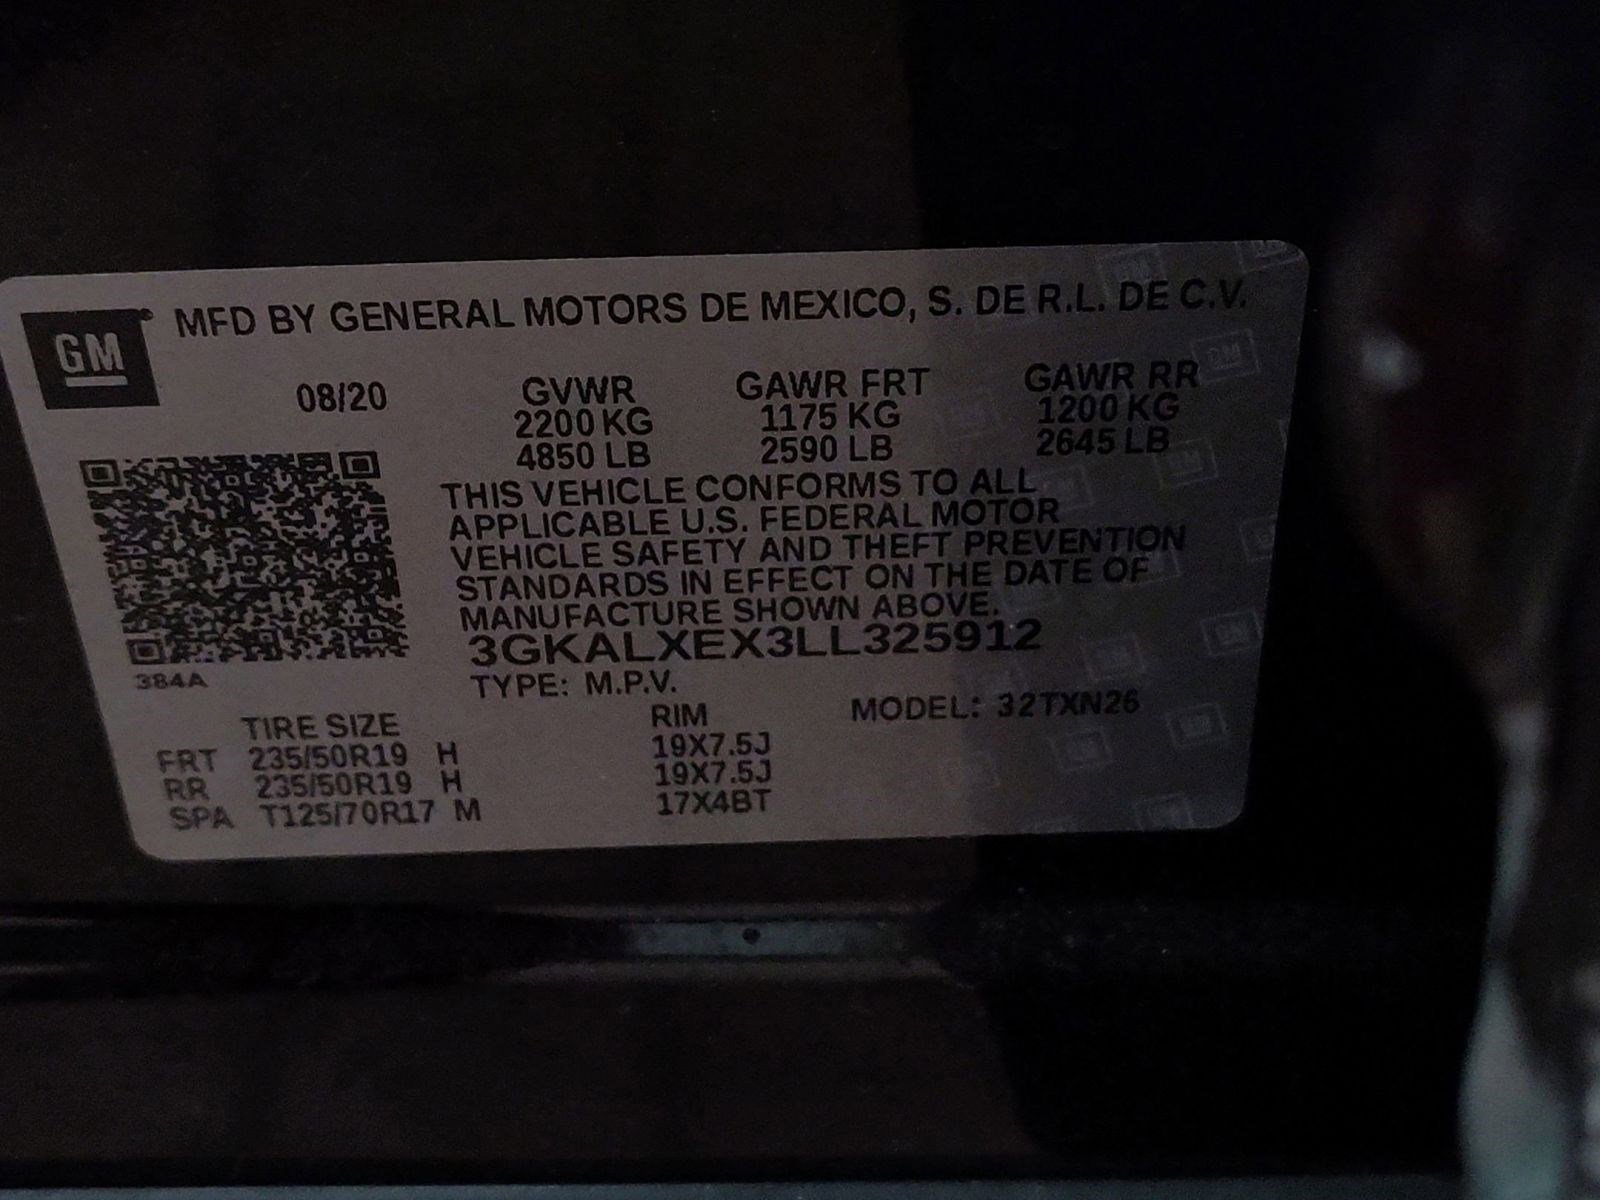 GM
MFD BY GENERAL MOTORS DE MEXICO, S. DE R.L. DE C.V.
08/20 GVWR GAWR FRT GAWR RR
2200 KG 1175 KG 1200 KG
4850 LB 2590 LB 2645 LB
THIS VEHICLE CONFORMS TO ALL
APPLICABLE U.S. FEDERAL MOTOR
VEHICLE SAFETY AND THEFT PREVENTION
STANDARDS IN EFFECT ON THE DATE OF
MANUFACTURE SHOWN ABOVE.
3GKALXEX3LL325912
384A
TYPE: M.P.V.
TIRE SIZE RIM MODEL: 32TXN26
FRT 235/50R19 H 19X7.5J
RR 235/50R19 H 19X7.5J
SPA T125/70R17 M 17X4BT